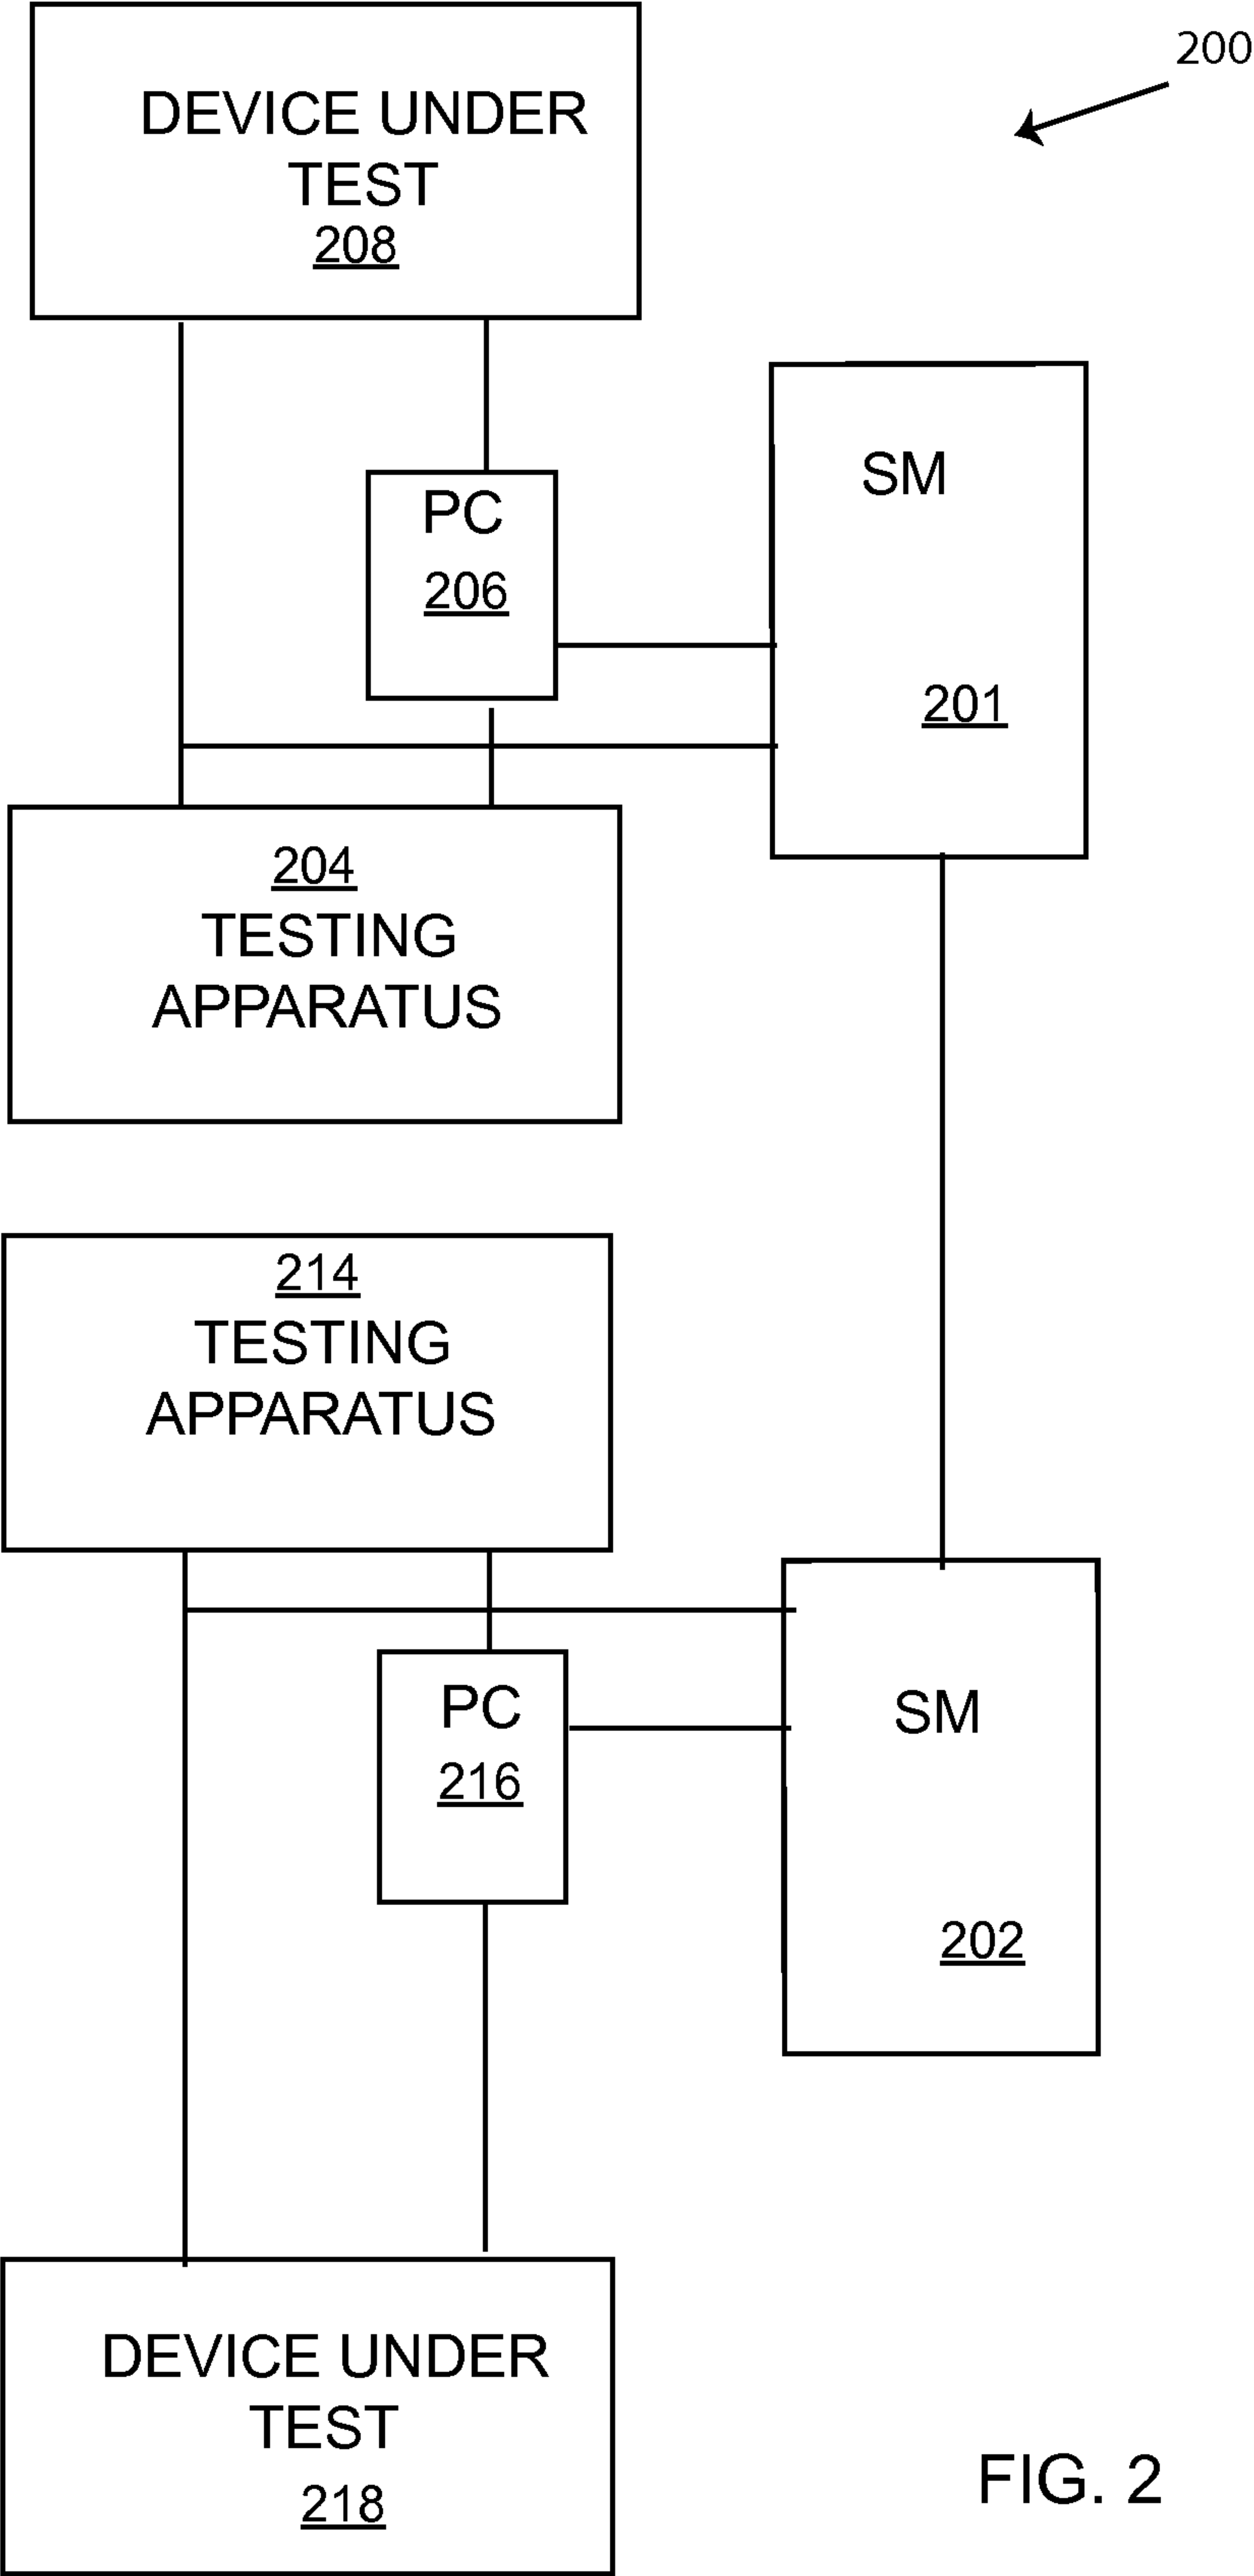 200
DEVICE UNDER
TEST
208
PC
206
SM
201
204
TESTING
APPARATUS
214
TESTING
APPARATUS
PC
216
SM
202
DEVICE UNDER
TEST
218
FIG. 2